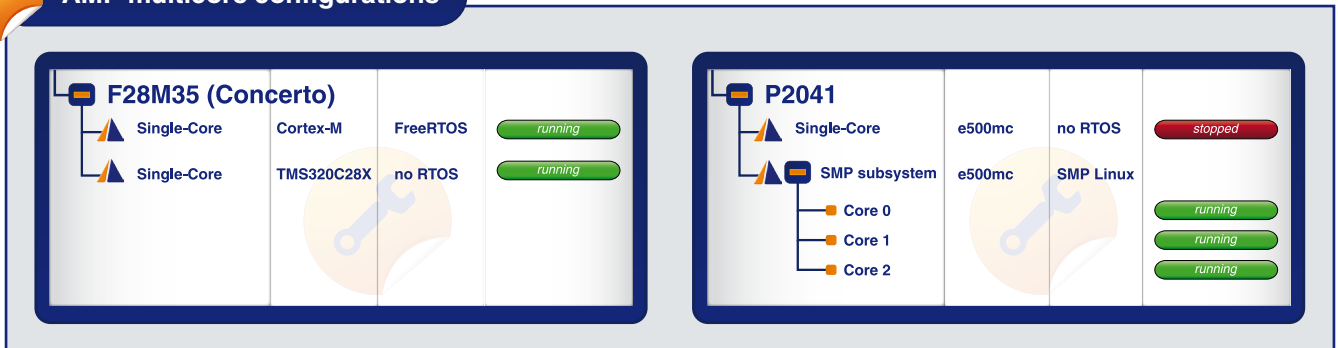 AMP multicore configurations
F28M35 (Concerto)
Single-Core Cortex-M FreeRTOS running
Single-Core TMS320C28X no RTOS running
P2041
Single-Core e500mc no RTOS stopped
SMP subsystem e500mc SMP Linux
Core 0 running
Core 1 running
Core 2 running